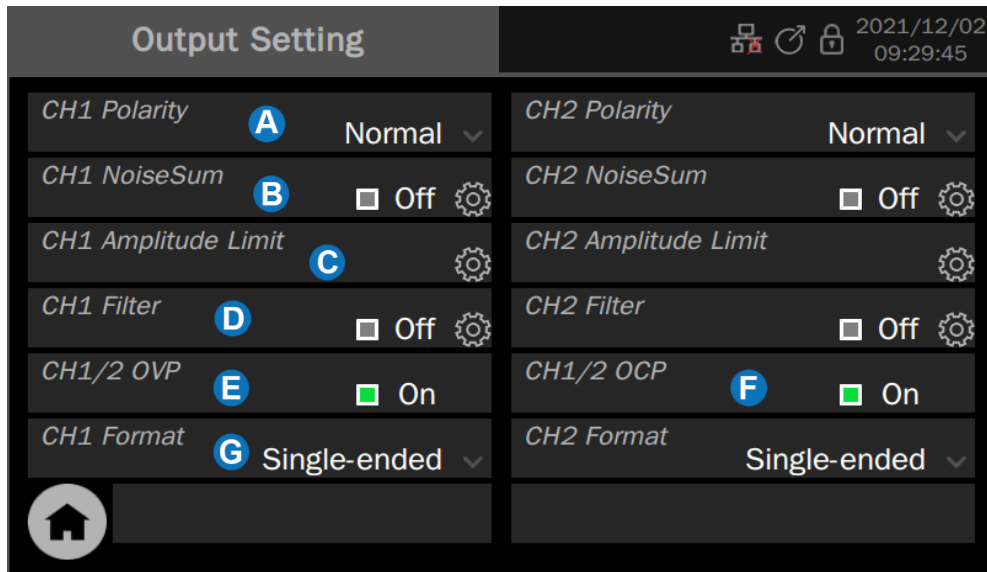 Output Setting
2021/12/02
09:29:45
CH1 Polarity
A
Normal
CH2 Polarity
Normal
CH1 NoiseSum
B
Off
CH2 NoiseSum
Off
CH1 Amplitude Limit
C
CH2 Amplitude Limit
CH1 Filter
D
Off
CH2 Filter
Off
CH1/2 OVP
E
On
CH1/2 OCP
F
On
CH1 Format
G
Single-ended
CH2 Format
Single-ended